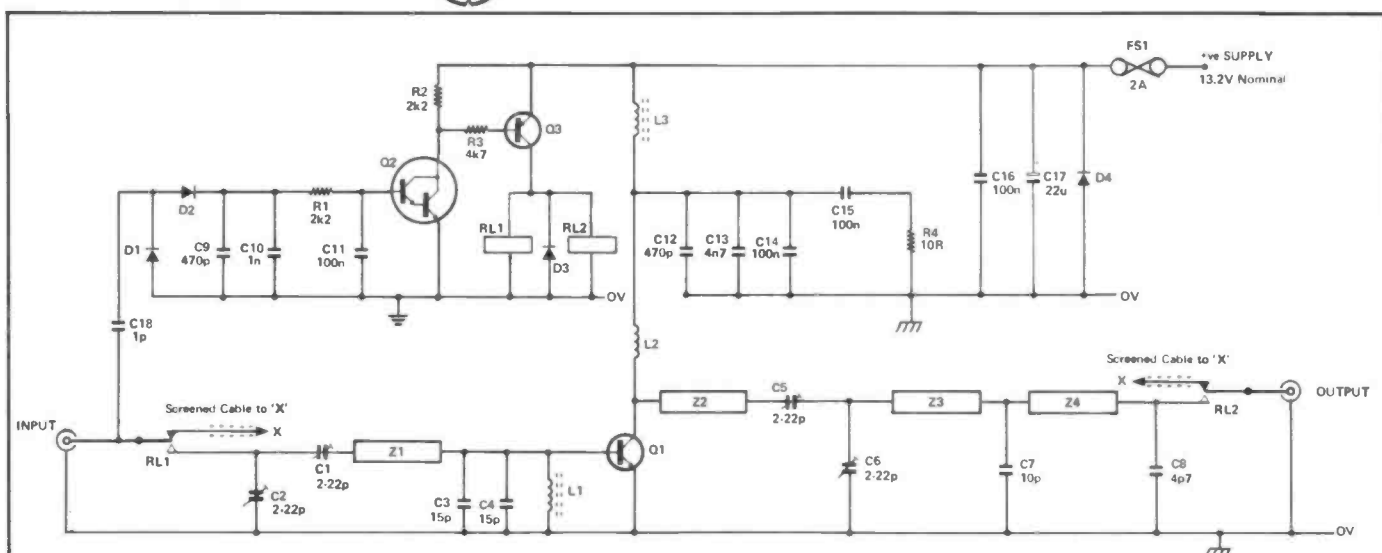 FS1
+ve SUPPLY
2A
13.2V Nominal
R2
2k2
Q3
R3
4k7
L3
Q2
D2
R1
2k2
C15
100n
C16
100n
C17
22u
D4
D1
C9
470p
C10
1n
C11
100n
RL1
RL2
D3
C12
470p
C13
4n7
C14
100n
R4
10R
0V
0V
C18
1p
L2
Screened Cable to 'X'
X
INPUT
RL1
C1
2-22p
Z1
Q1
Z2
C5
2-22p
Z3
Z4
Screened Cable to 'X'
X
OUTPUT
RL2
C2
2-22p
C3
15p
C4
15p
L1
C6
2-22p
C7
10p
C8
4p7
0V